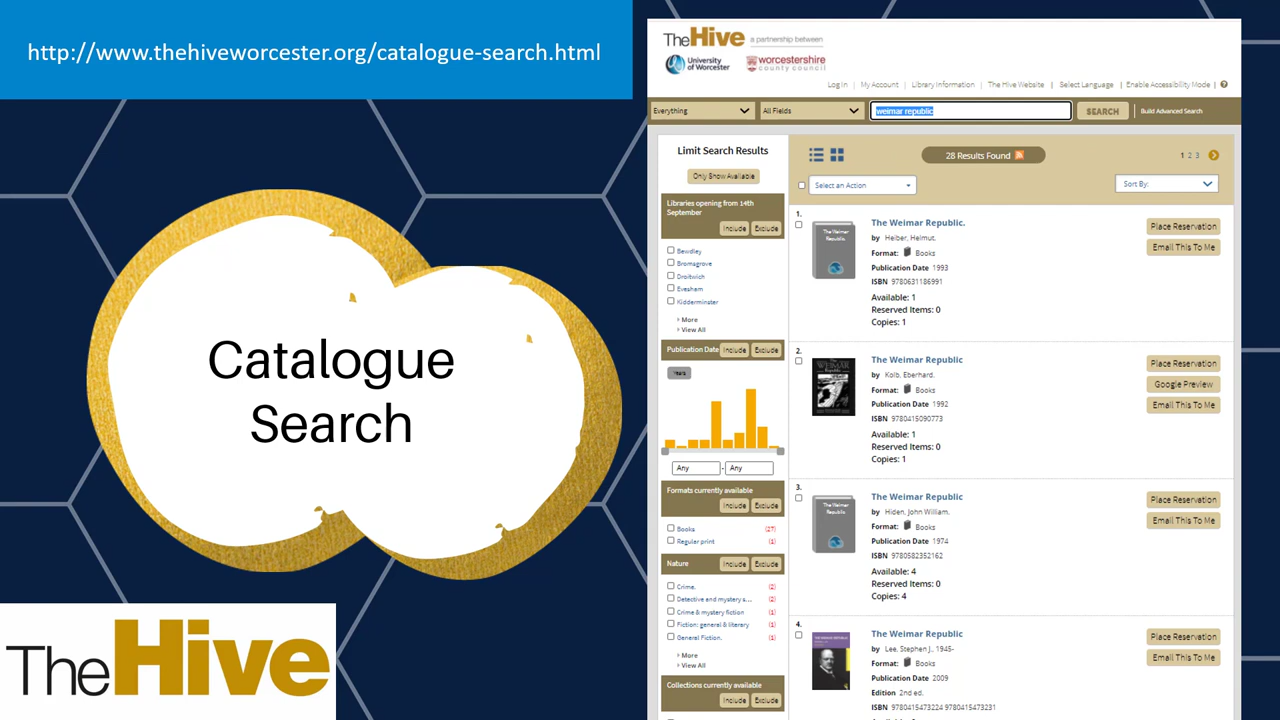 http://www.thehiveworcester.org/catalogue-search.html
Catalogue
Search
TheHive
TheHive a partnership between
University of Worcester
worcestershire county council
Log In | My Account | Library Information | The Hive Website | Select Language | Enable Accessibility Mode |
Everything All Fields weimar republic SEARCH Build Advanced Search
Limit Search Results
Only Show Available
Libraries opening from 14th
September
Include Exclude
Bewdley
Bromsgrove
Droitwich
Evesham
Kidderminster
More
View All
Publication Date Include Exclude
Years
Any - Any
Formats currently available
Include Exclude
Books (27)
Regular print (1)
Nature Include Exclude
Crime. (2)
Detective and mystery s... (2)
Crime & mystery fiction (1)
Fiction: general & literary (1)
General Fiction. (1)
More
View All
Collections currently available
Include Exclude
28 Results Found
1 2 3
Select an Action
Sort By:
1.
The Weimar Republic.
The Weimar Republic.
by Heiber, Helmut.
Format: Books
Publication Date 1993
ISBN 9780631186991
Available: 1
Reserved Items: 0
Copies: 1
Place Reservation
Email This To Me
2.
The Weimar Republic
by Kolb, Eberhard.
Format: Books
Publication Date 1992
ISBN 9780415090773
Available: 1
Reserved Items: 0
Copies: 1
Place Reservation
Google Preview
Email This To Me
3.
The Weimar Republic.
The Weimar Republic
by Hiden, John William.
Format: Books
Publication Date 1974
ISBN 9780582352162
Available: 4
Reserved Items: 0
Copies: 4
Place Reservation
Email This To Me
4.
The Weimar Republic
by Lee, Stephen J., 1945-
Format: Books
Publication Date 2009
Edition 2nd ed.
ISBN 9780415473224 9780415473231
Place Reservation
Email This To Me